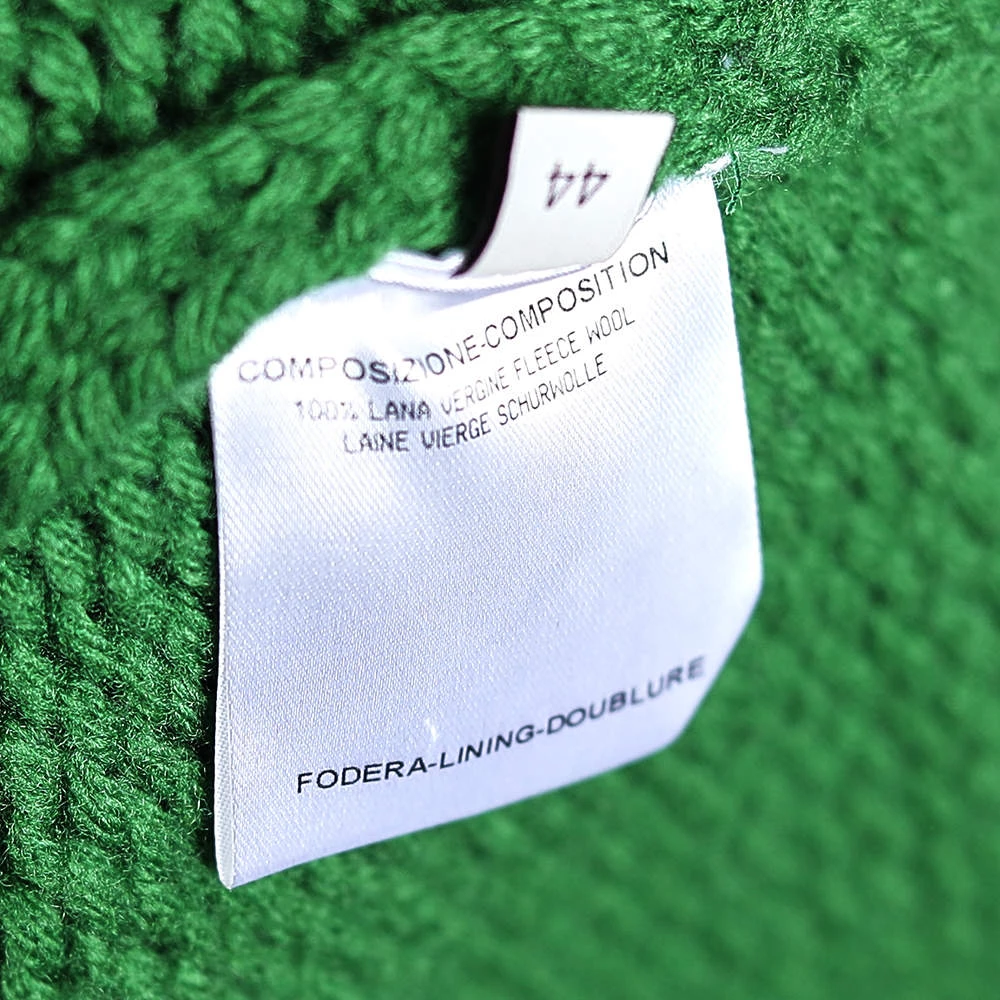 44
COMPOSIZIONE-COMPOSITION
100% LANA VERGINE FLEECE WOOL
LAINE VIERGE SCHURWOLLE
FODERA-LINING-DOUBLURE